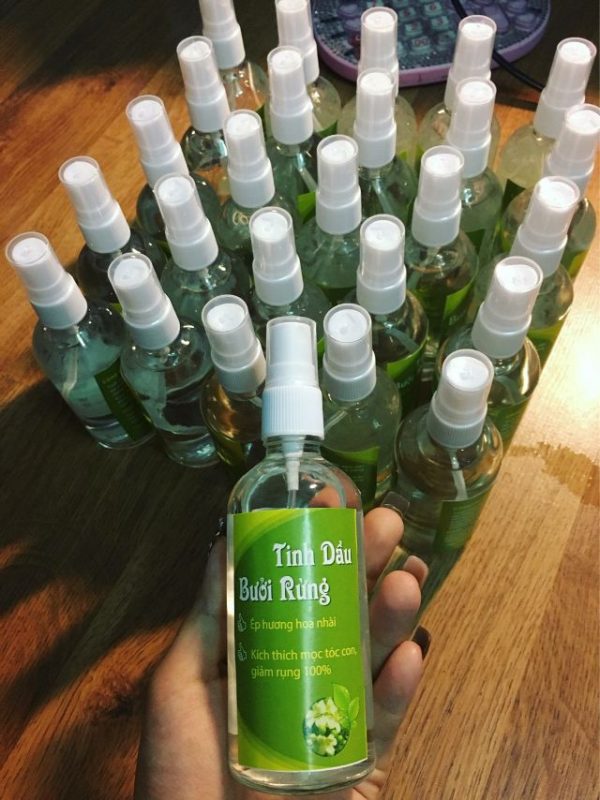 Tinh Dầu
Bưởi Rừng
Ép hương hoa nhài
Kích thích mọc tóc con,
giảm rụng 100%